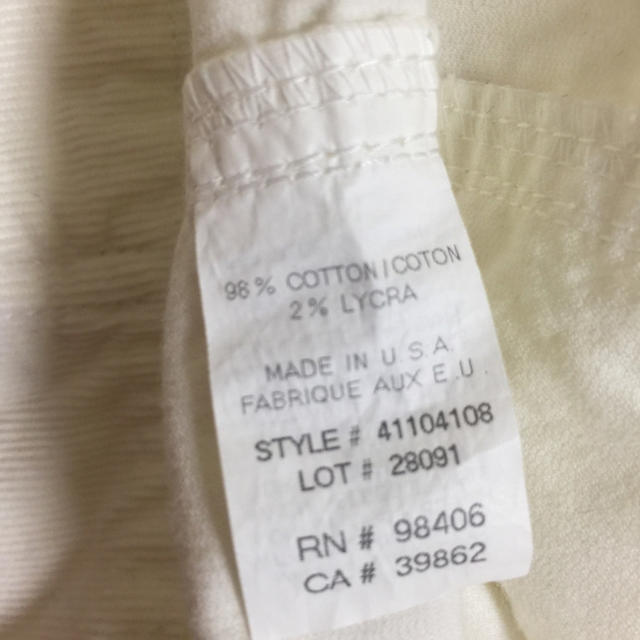 98% COTTON/COTON
2% LYCRA
MADE IN U.S.A.
FABRIQUE AUX E.U
STYLE # 41104108
LOT # 28091
RN # 98406
CA # 39862